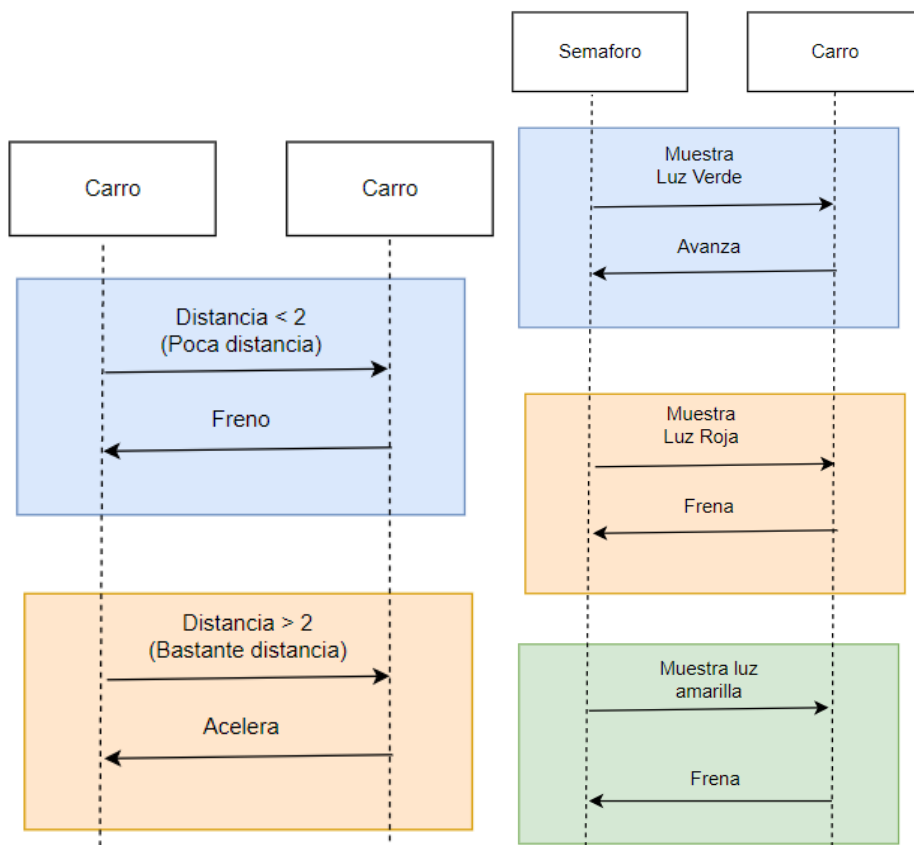 Carro
Carro
Distancia < 2
(Poca distancia)
Freno
Distancia > 2
(Bastante distancia)
Acelera
Semaforo
Carro
Muestra
Luz Verde
Avanza
Muestra
Luz Roja
Frena
Muestra luz
amarilla
Frena